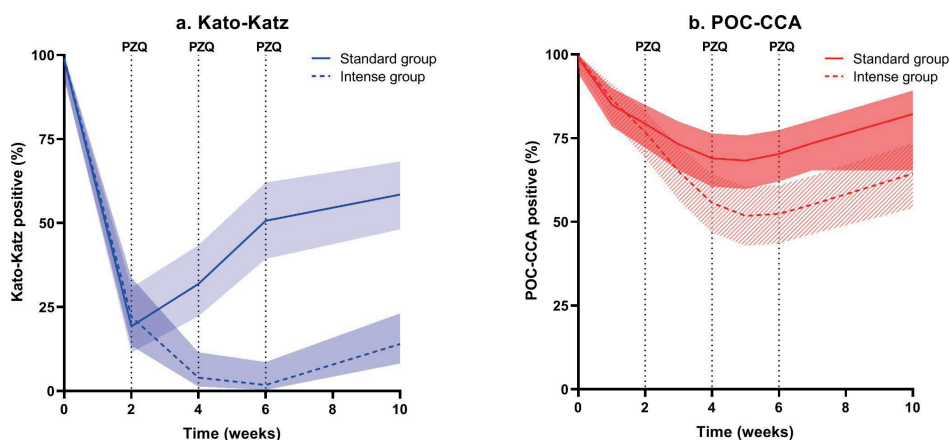 a. Kato-Katz
PZQ PZQ PZQ
Standard group
Intense group
Kato-Katz positive (%)
100
75
50
25
0
0 2 4 6 10
Time (weeks)
b. POC-CCA
PZQ PZQ PZQ
Standard group
Intense group
POC-CCA positive (%)
100
75
50
25
0
0 2 4 6 10
Time (weeks)